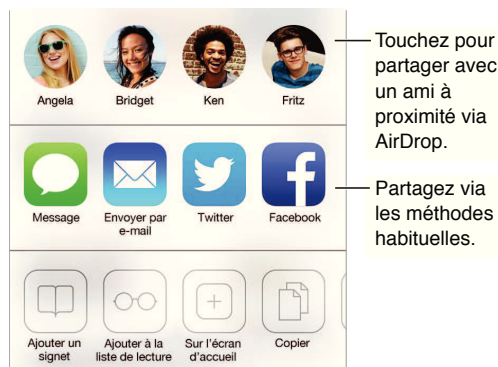 Angela
Bridget
Ken
Fritz
Touchez pour
partager avec
un ami à
proximité via
AirDrop.
Message
Envoyer par
e-mail
Twitter
Facebook
Partagez via
les méthodes
habituelles.
Ajouter un
signet
Ajouter à la
liste de lecture
Sur l'écran
d'accueil
Copier